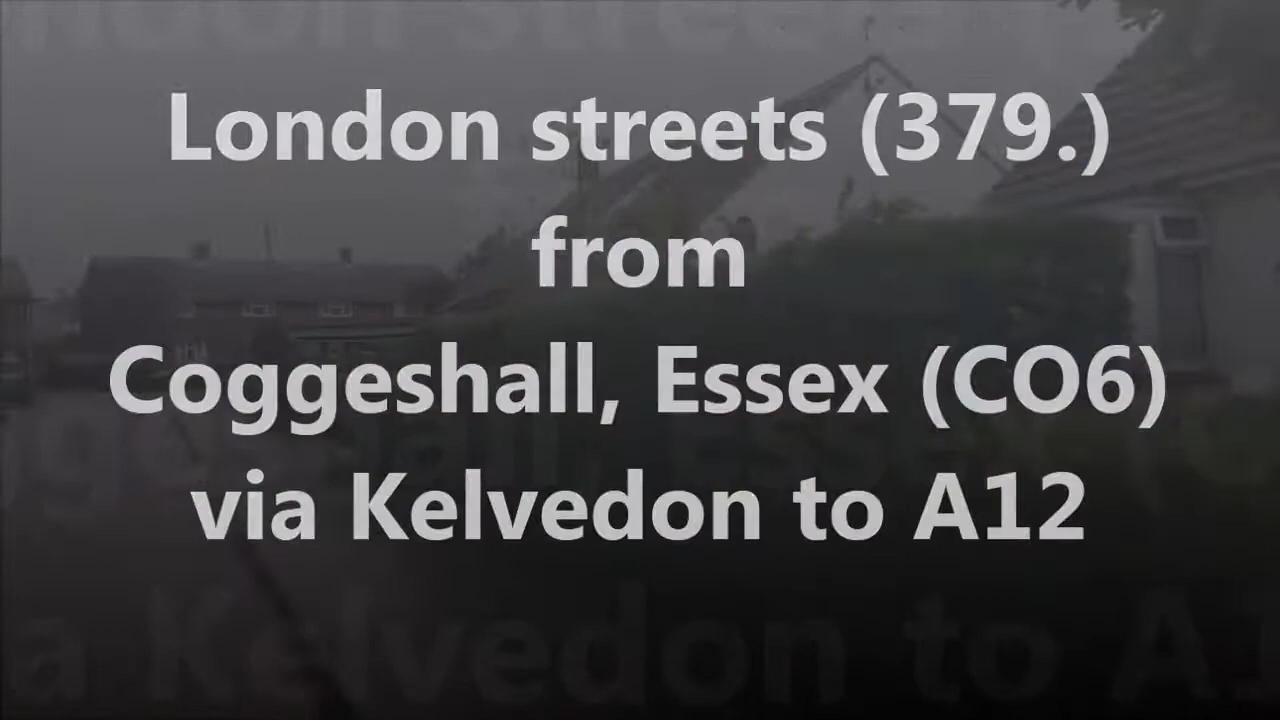 London streets (379.)
from
Coggeshall, Essex (CO6)
via Kelvedon to A12